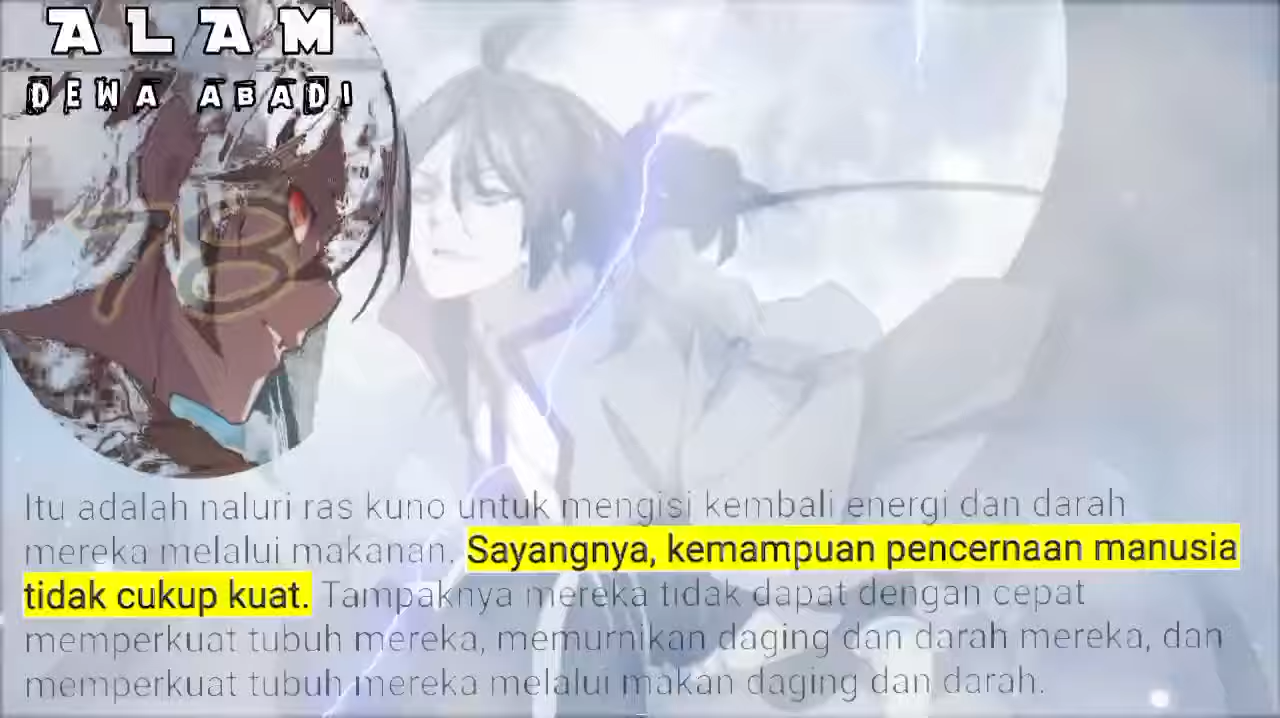 ALAM
DEWA ABADI
78
Itu adalah naluri ras kuno untuk mengisi kembali energi dan darah
mereka melalui makanan. Sayangnya, kemampuan pencernaan manusia
tidak cukup kuat. Tampaknya mereka tidak dapat dengan cepat
memperkuat tubuh mereka, memurnikan daging dan darah mereka, dan
memperkuat tubuh mereka melalui makan daging dan darah.